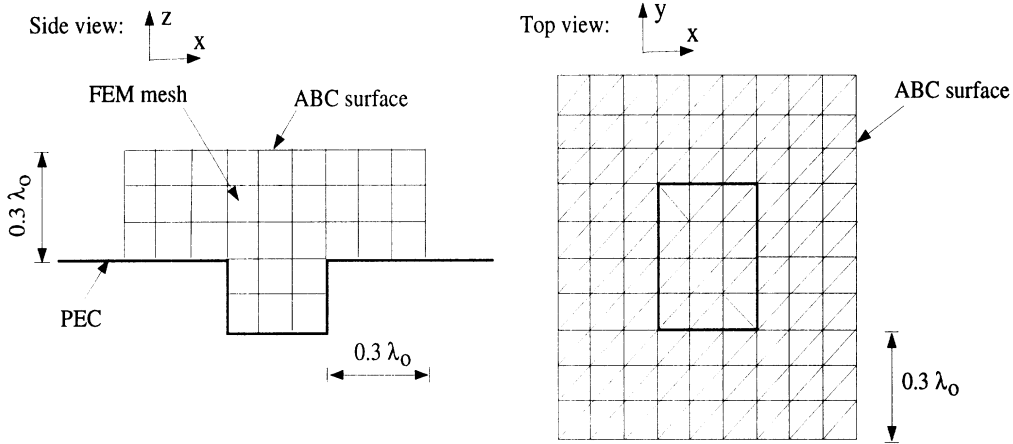 Side view:
z
x
FEM mesh
ABC surface
0.3 λo
PEC
0.3 λo
Top view:
y
x
ABC surface
0.3 λo